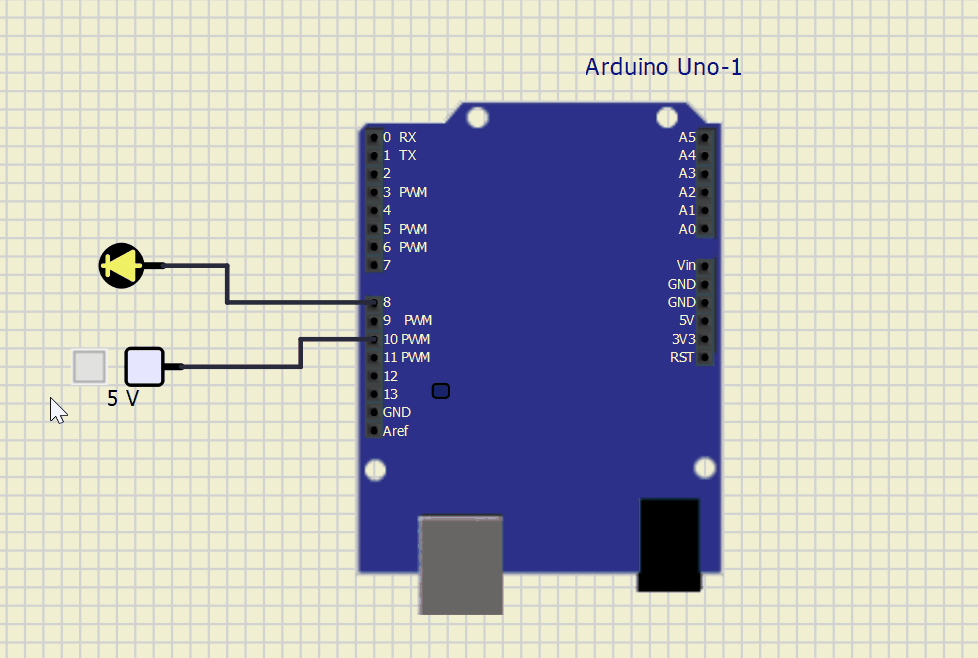 Arduino Uno-1
0 RX
1 TX
2
3 PWM
4
5 PWM
6 PWM
7
8
9 PWM
10 PWM
11 PWM
12
13
GND
Aref
A5
A4
A3
A2
A1
A0
Vin
GND
GND
5V
3V3
RST
5 V